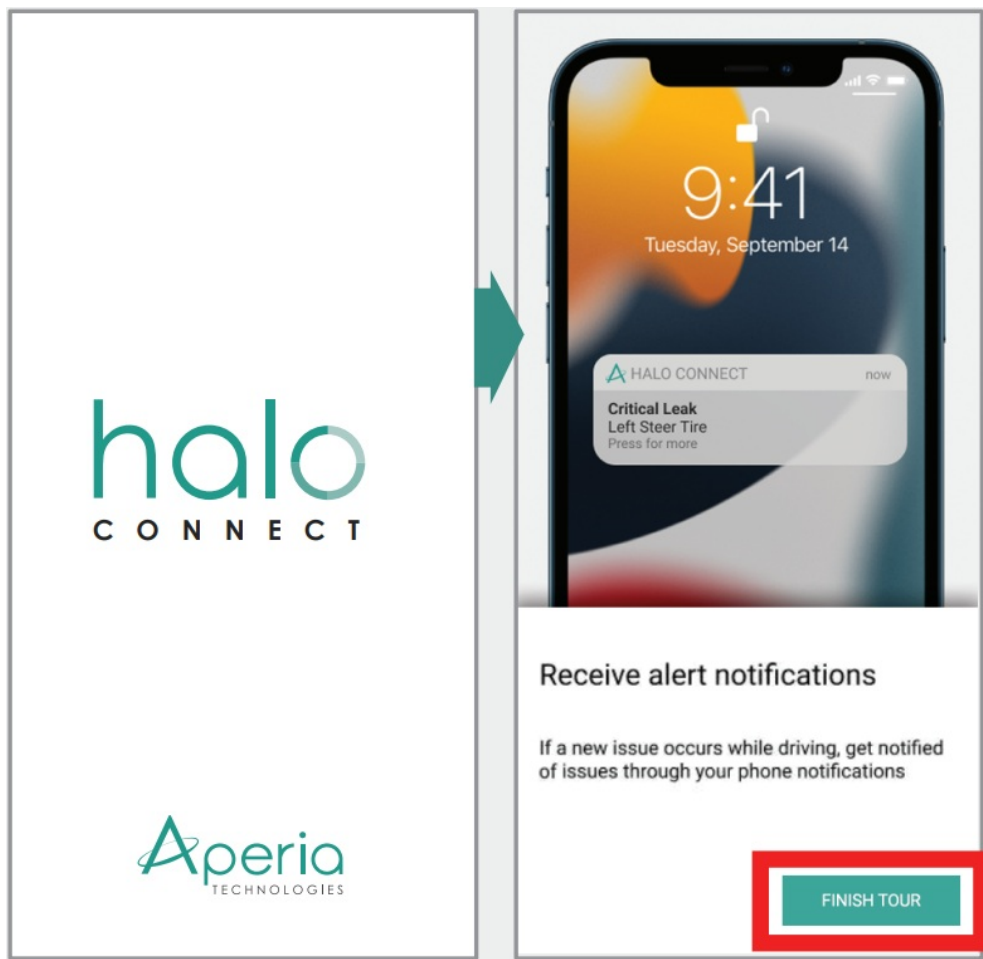 halo
CONNECT
Aperia
TECHNOLOGIES
9:41
Tuesday, September 14
HALO CONNECT now
Critical Leak
Left Steer Tire
Press for more
Receive alert notifications
If a new issue occurs while driving, get notified
of issues through your phone notifications
FINISH TOUR